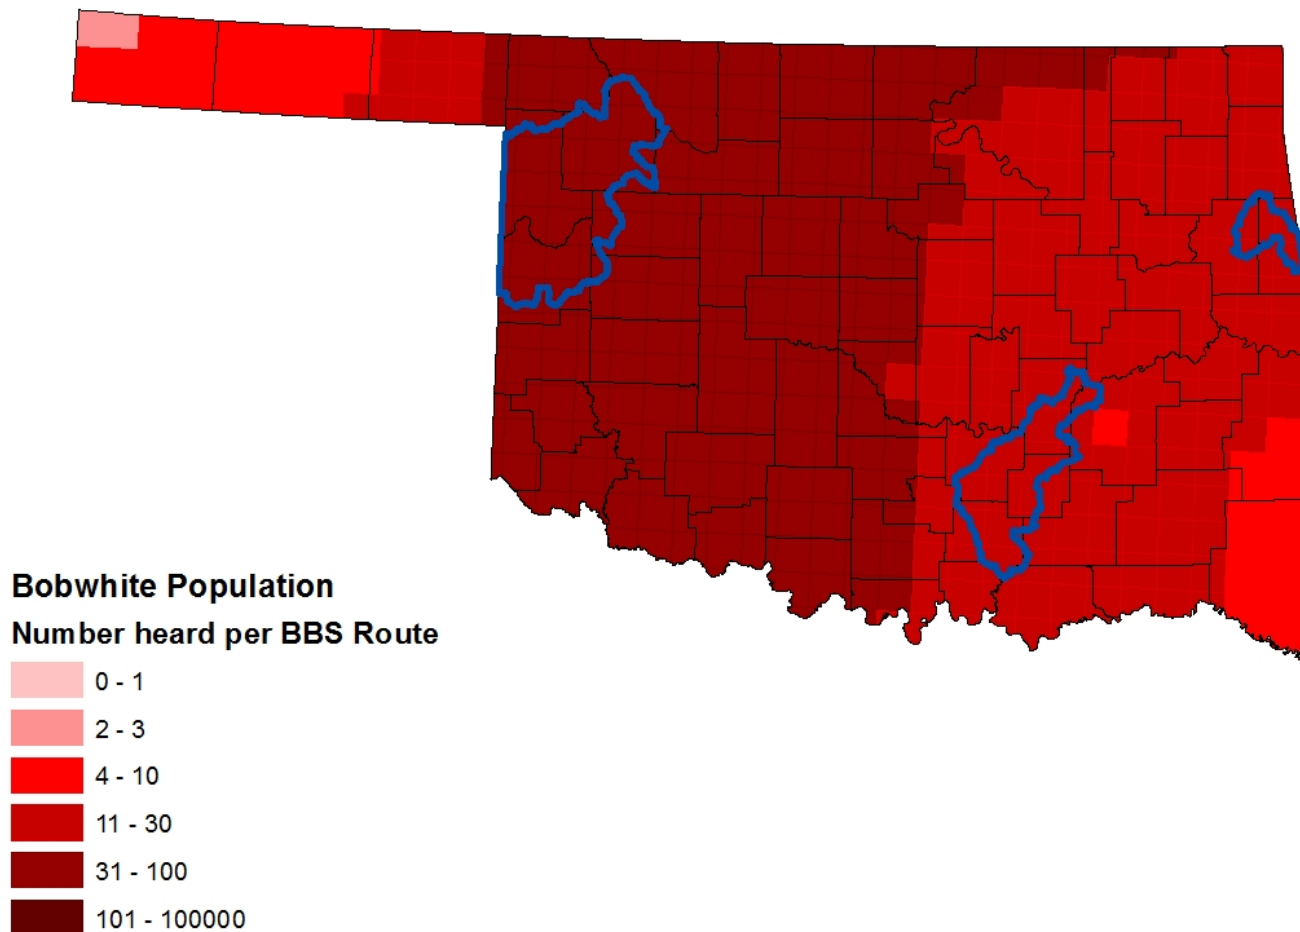 Bobwhite Population
Number heard per BBS Route
0 - 1
2 - 3
4 - 10
11 - 30
31 - 100
101 - 100000